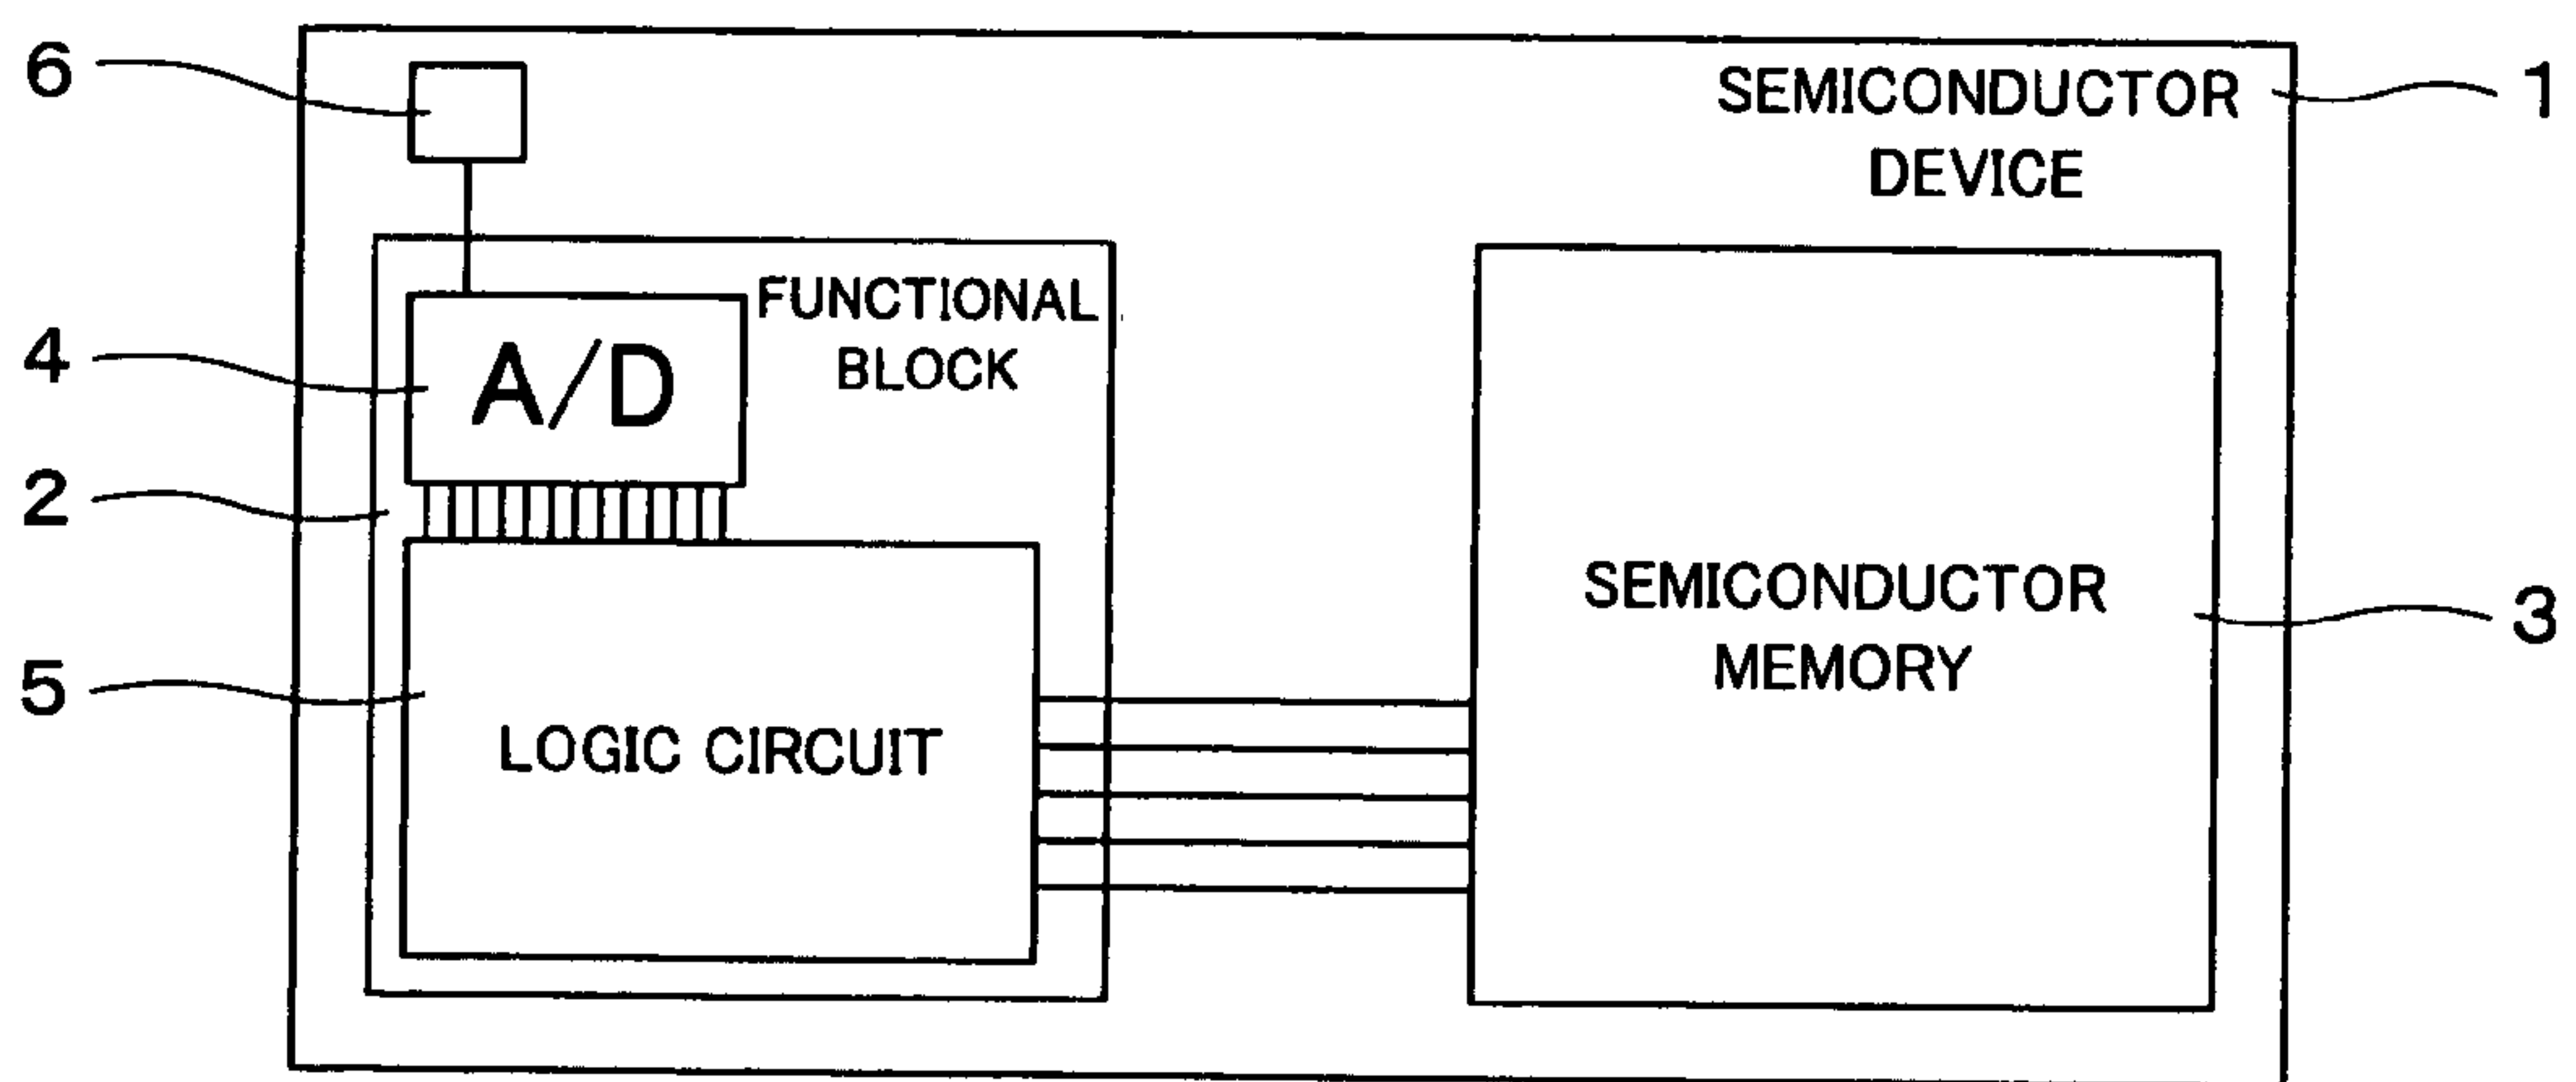 6
SEMICONDUCTOR
DEVICE
1
FUNCTIONAL
BLOCK
4
A/D
2
SEMICONDUCTOR
MEMORY
3
5
LOGIC CIRCUIT